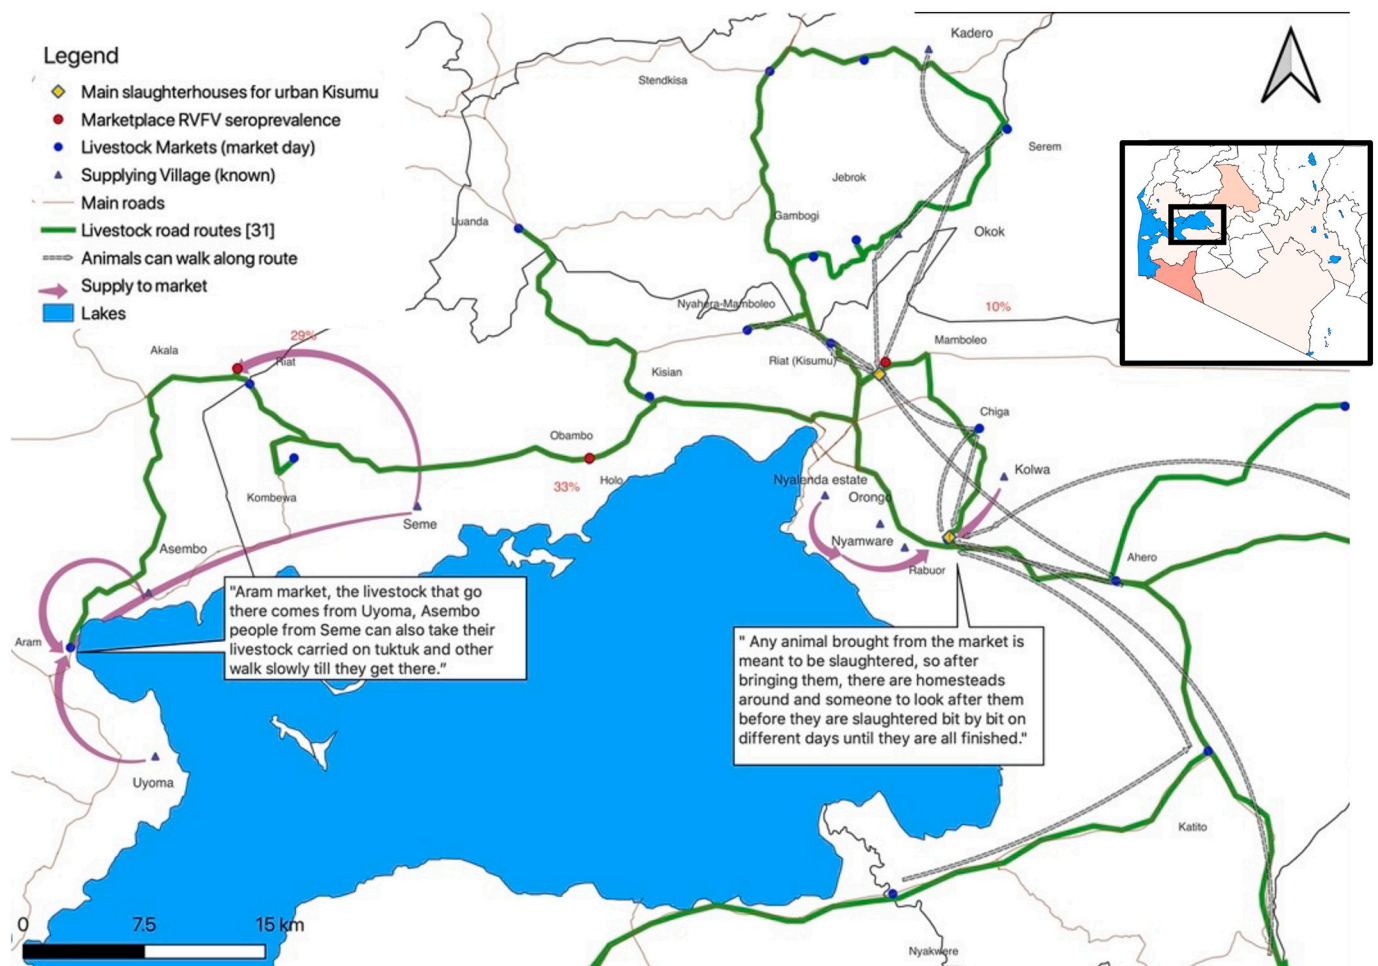 Legend
Main slaughterhouses for urban Kisumu
Marketplace RVFV seroprevalence
Livestock Markets (market day)
Supplying Village (known)
Main roads
Livestock road routes [31]
Animals can walk along route
Supply to market
Lakes
Kadero
Stendkisa
Serem
Jebrok
Luanda
Gambogi
Okok
Nyahera-Mamboleo
10%
29%
Akala
Riat
Riat (Kisumu)
Mamboleo
Kisian
Chiga
Obambo
Kolwa
Holo
33%
Nyalenda estate
Kombewa
Orongo
Seme
Nyamware
Asembo
Ahero
Rabuor
"Aram market, the livestock that go
there comes from Uyoma, Asembo
people from Seme can also take their
livestock carried on tuktuk and other
walk slowly till they get there."
Aram
" Any animal brought from the market is
meant to be slaughtered, so after
bringing them, there are homesteads
around and someone to look after them
before they are slaughtered bit by bit on
different days until they are all finished."
Uyoma
Katito
0 7.5 15 km
Nyakwere